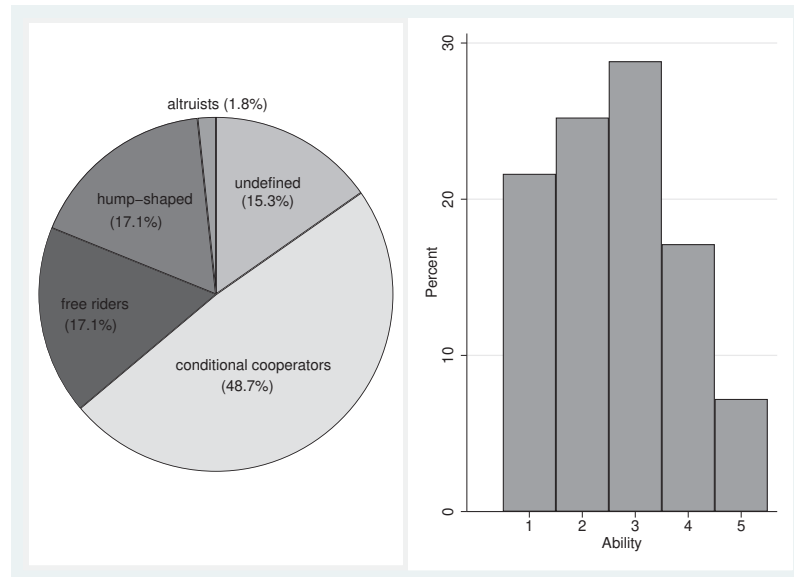 altruists (1.8%)
undefined
(15.3%)
hump−shaped
(17.1%)
free riders
(17.1%)
conditional cooperators
(48.7%)
30
20
10
0
Percent
1 2 3 4 5
Ability